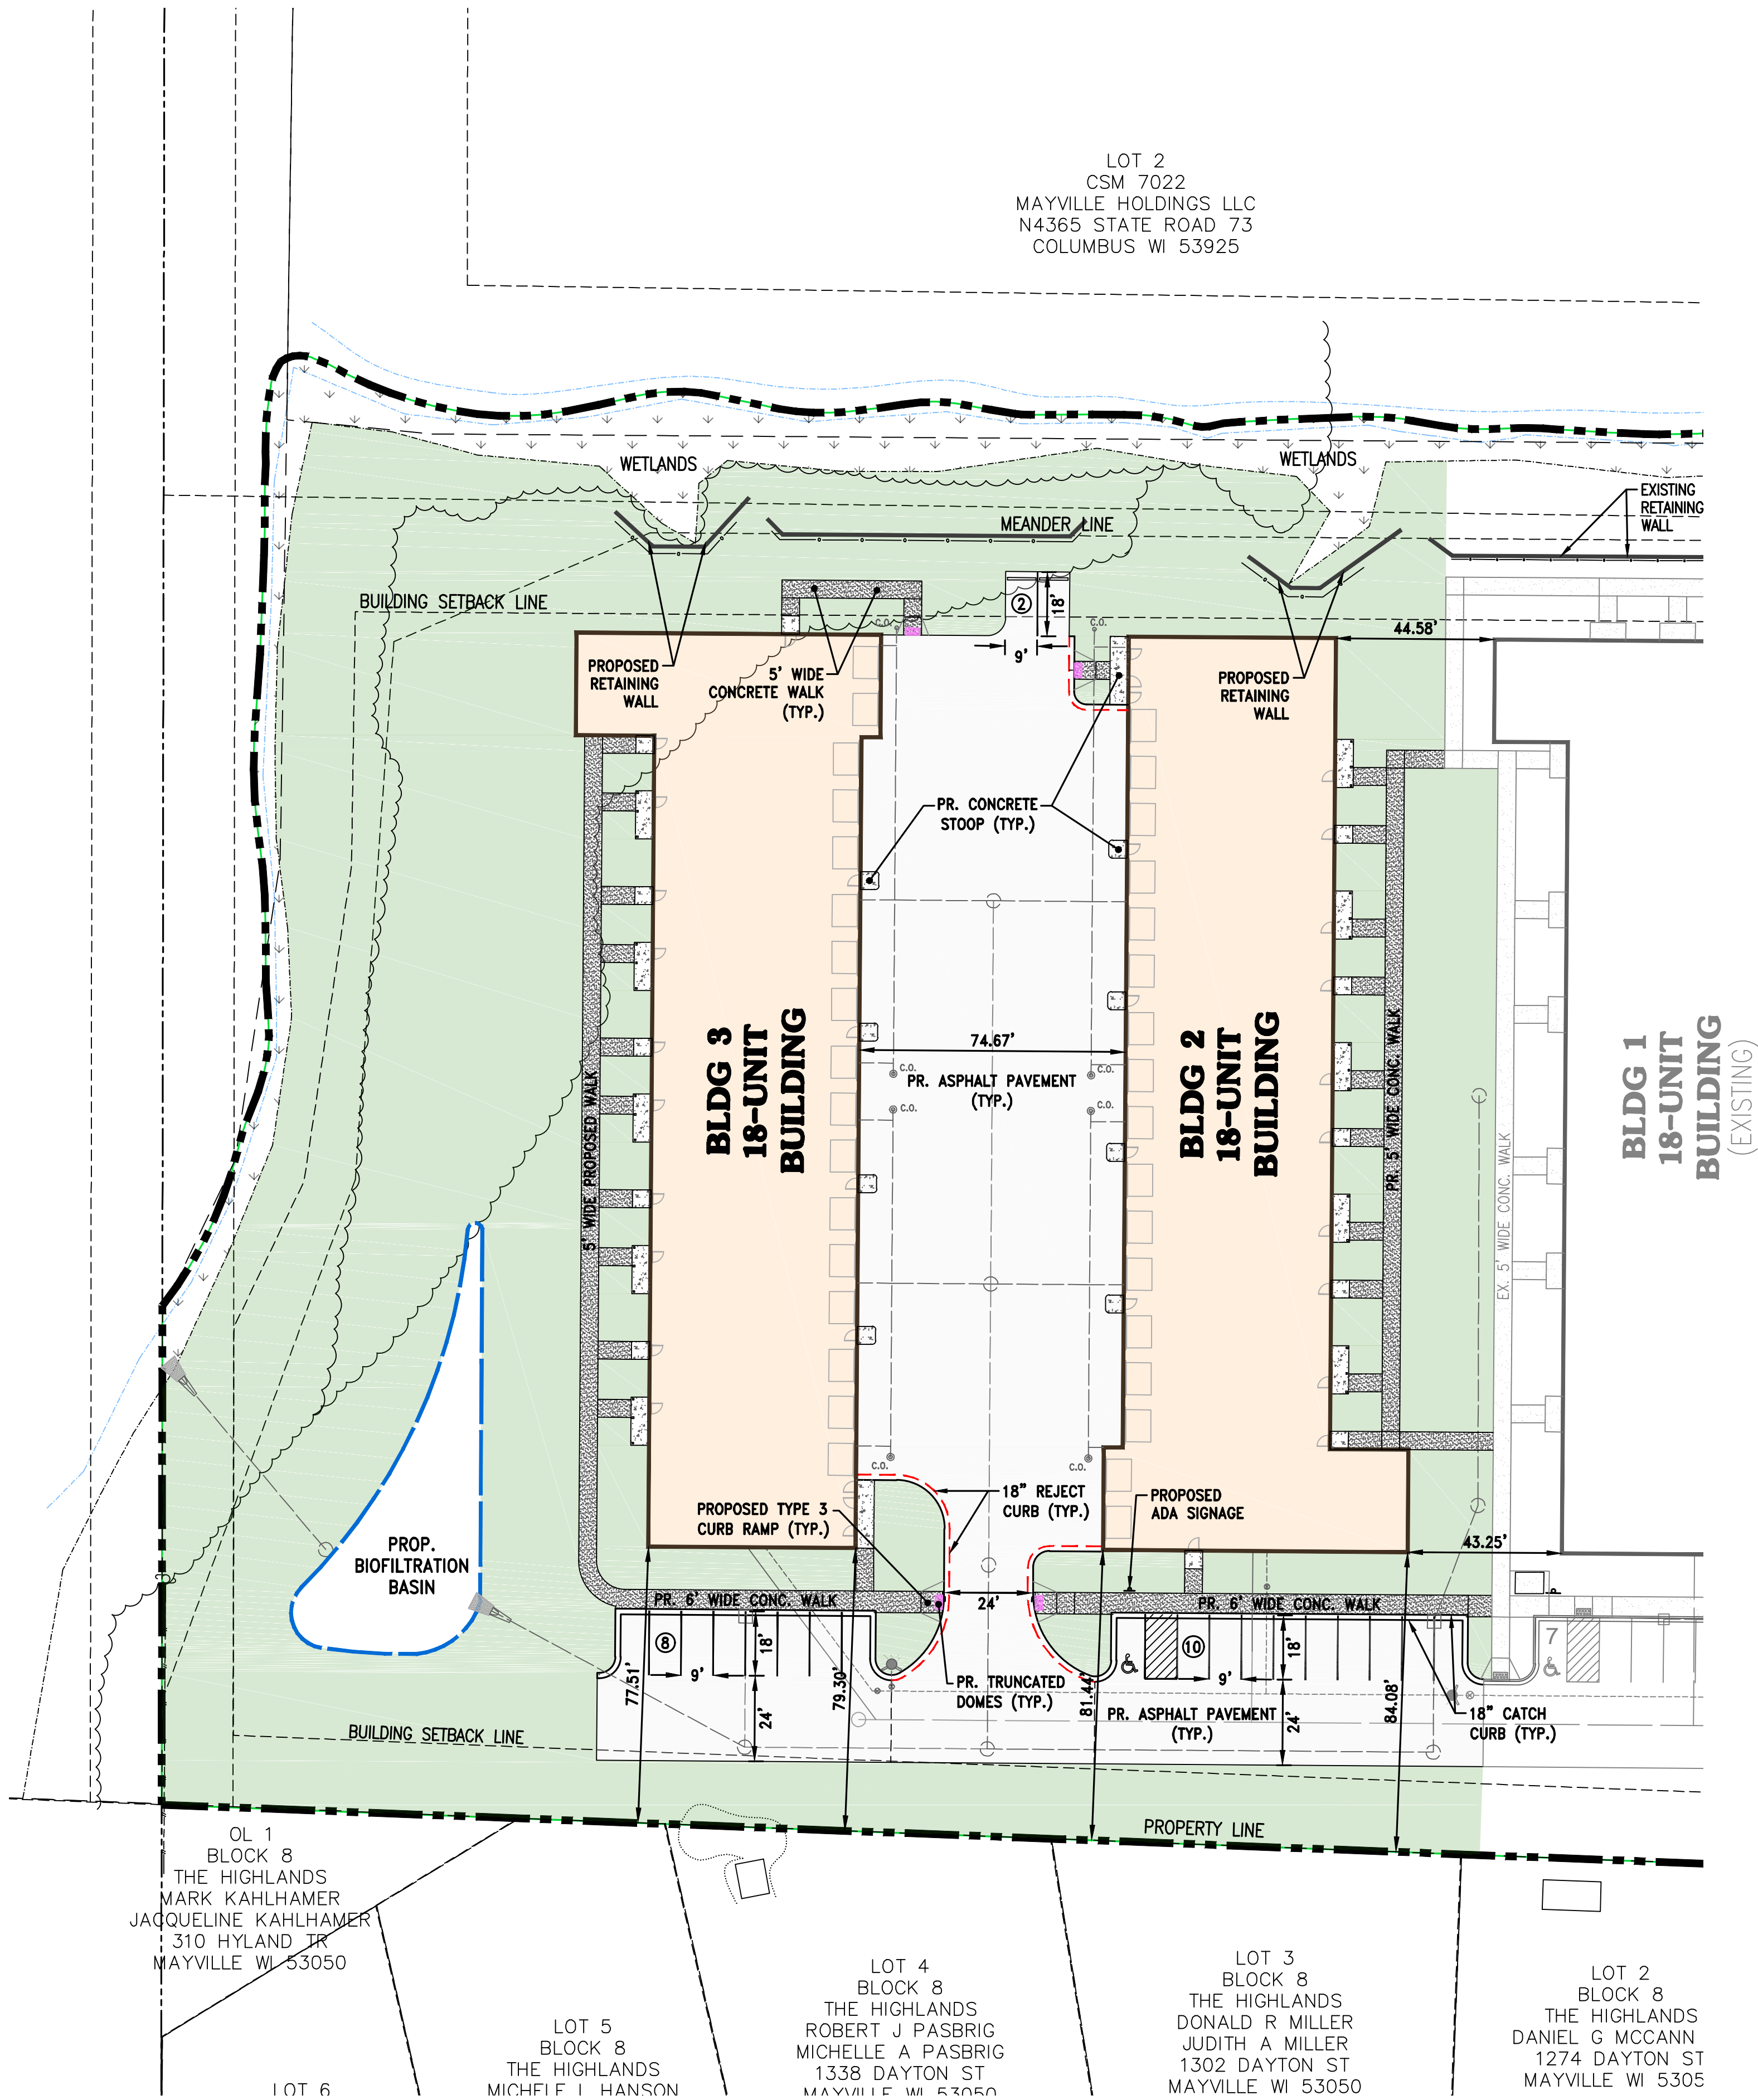 LOT 2
CSM 7022
MAYVILLE HOLDINGS LLC
N4365 STATE ROAD 73
COLUMBUS WI 53925
WETLANDS
WETLANDS
EXISTING
RETAINING
WALL
MEANDER LINE
BUILDING SETBACK LINE
C.O.
2
18'
9'
C.O.
44.58'
PROPOSED
RETAINING
WALL
5' WIDE
CONCRETE WALK
(TYP.)
PROPOSED
RETAINING
WALL
PR. CONCRETE
STOOP (TYP.)
BLDG 3
18-UNIT
BUILDING
74.67'
C.O.
C.O.
PR. ASPHALT PAVEMENT
(TYP.)
C.O.
C.O.
BLDG 2
18-UNIT
BUILDING
BLDG 1
18-UNIT
BUILDING
(EXISTING)
5' WIDE PROPOSED WALK
PR. 5' WIDE CONC. WALK
EX. 5' WIDE CONC. WALK
C.O.
C.O.
PROPOSED TYPE 3
CURB RAMP (TYP.)
18" REJECT
CURB (TYP.)
PROPOSED
ADA SIGNAGE
43.25'
PROP.
BIOFILTRATION
BASIN
PR. 6' WIDE CONC. WALK
24'
PR. 6' WIDE CONC. WALK
P
8
18'
9'
24'
10
18'
9'
24'
7
77.51'
79.30'
81.44'
84.08'
PR. TRUNCATED
DOMES (TYP.)
PR. ASPHALT PAVEMENT
(TYP.)
18" CATCH
CURB (TYP.)
BUILDING SETBACK LINE
PROPERTY LINE
OL 1
BLOCK 8
THE HIGHLANDS
MARK KAHLHAMER
JACQUELINE KAHLHAMER
310 HYLAND TR
MAYVILLE WI 53050
LOT 6
LOT 5
BLOCK 8
THE HIGHLANDS
MICHELE L HANSON
LOT 4
BLOCK 8
THE HIGHLANDS
ROBERT J PASBRIG
MICHELLE A PASBRIG
1338 DAYTON ST
MAYVILLE WI 53050
LOT 3
BLOCK 8
THE HIGHLANDS
DONALD R MILLER
JUDITH A MILLER
1302 DAYTON ST
MAYVILLE WI 53050
LOT 2
BLOCK 8
THE HIGHLANDS
DANIEL G MCCANN
1274 DAYTON ST
MAYVILLE WI 5305